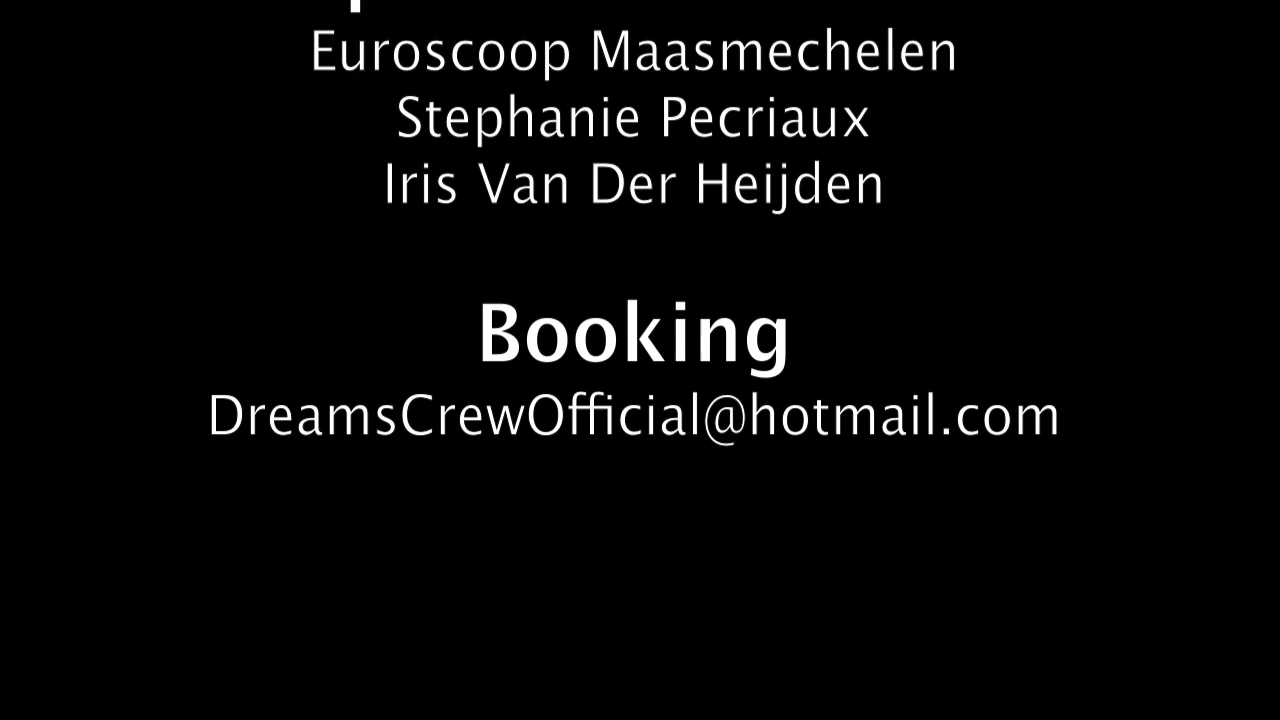 Euroscoop Maasmechelen
Stephanie Pecriaux
Iris Van Der Heijden
Booking
DreamsCrewOfficial@hotmail.com